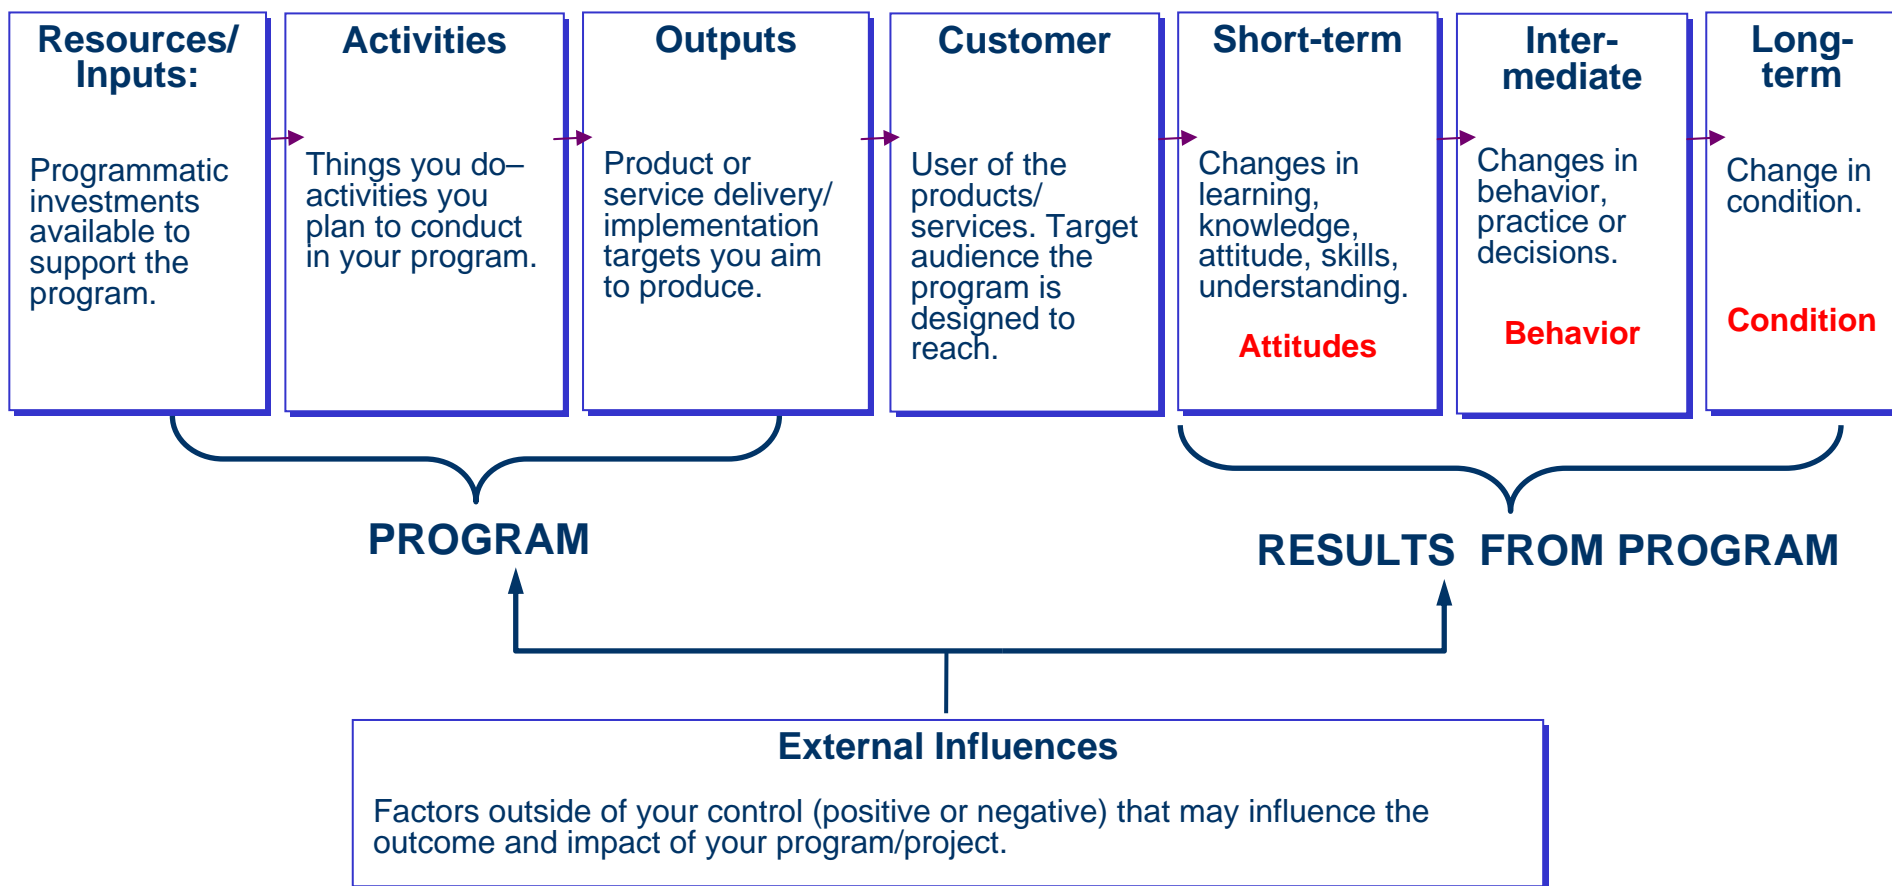 Resources/
Inputs:
Programmatic
investments
available to
support the
program.
Activities
Things you do–
activities you
plan to conduct
in your program.
Outputs
Product or
service delivery/
implementation
targets you aim
to produce.
Customer
User of the
products/
services. Target
audience the
program is
designed to
reach.
Short-term
Changes in
learning,
knowledge,
attitude, skills,
understanding.
Attitudes
Inter-
mediate
Changes in
behavior,
practice or
decisions.
Behavior
Long-
term
Change in
condition.
Condition
PROGRAM
RESULTS FROM PROGRAM
External Influences
Factors outside of your control (positive or negative) that may influence the
outcome and impact of your program/project.